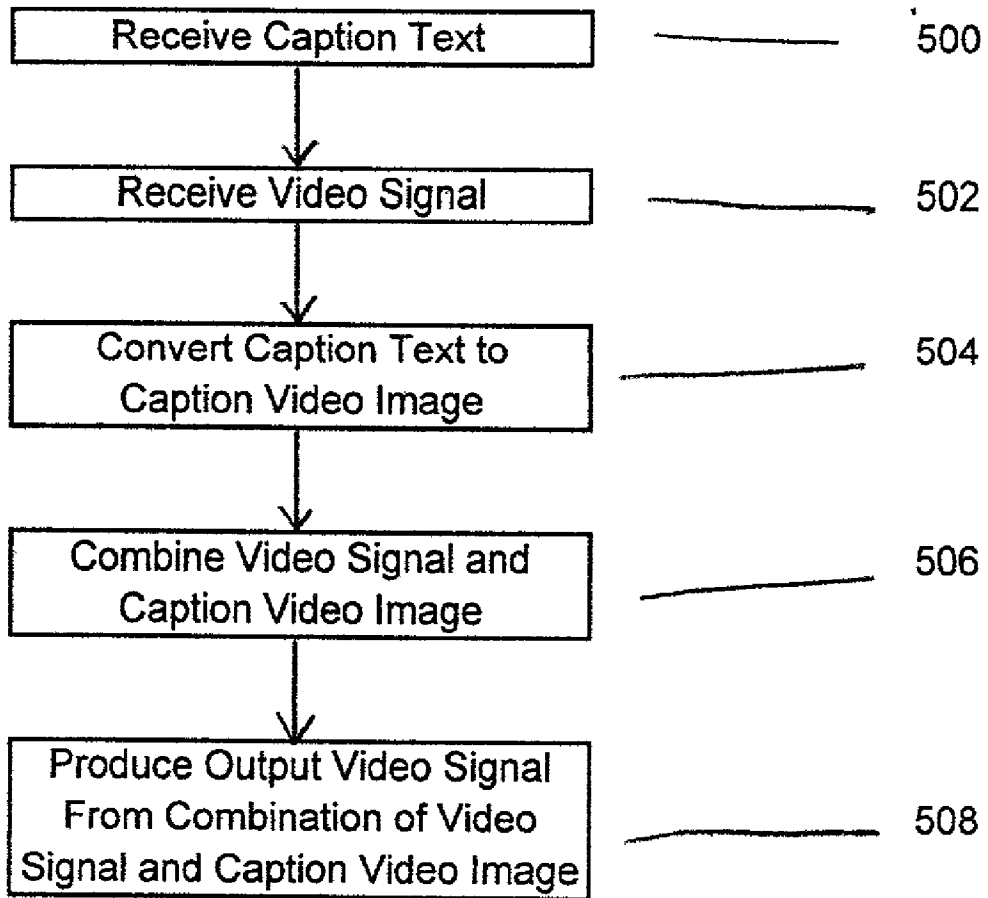 Receive Caption Text 500
Receive Video Signal 502
Convert Caption Text to 504
Caption Video Image
Combine Video Signal and 506
Caption Video Image
Produce Output Video Signal
From Combination of Video 508
Signal and Caption Video Image